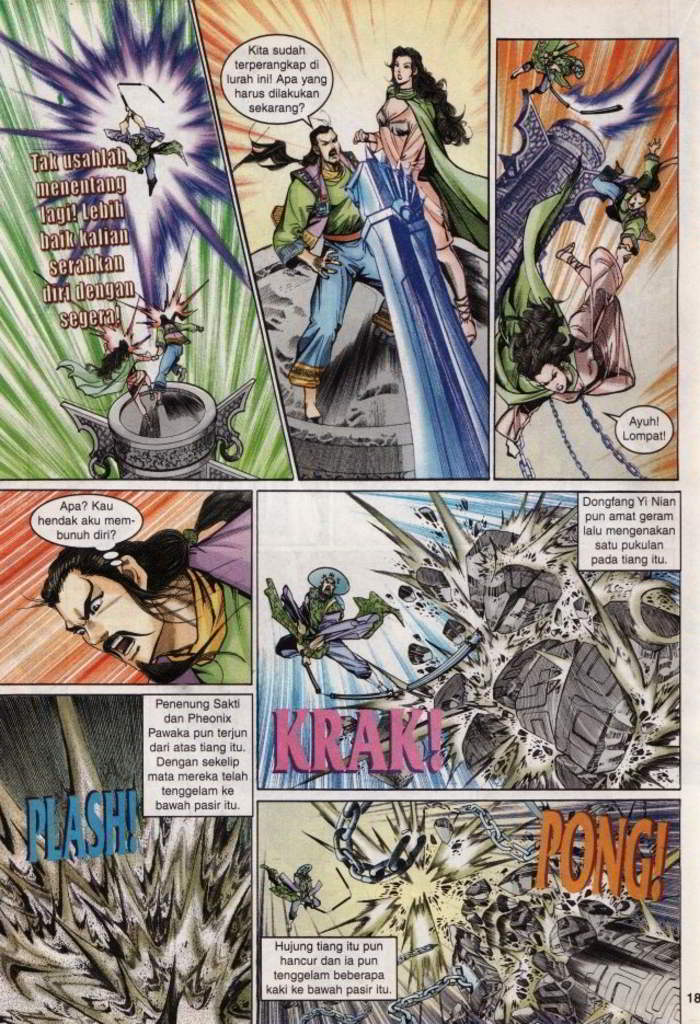 Tak usahlah
menentang
lagi! Lebih
baik kalian
serahkan
diri dengan
segera!
Kita sudah
terperangkap di
lurah ini! Apa yang
harus dilakukan
sekarang?
Ayuh!
Lompat!
Apa? Kau
hendak aku mem-
bunuh diri?
Dongfang Yi Nian
pun amat geram
lalu mengenakan
satu pukulan
pada tiang itu.
KRAK!
Penenung Sakti
dan Pheonix
Pawaka pun terjun
dari atas tiang itu.
Dengan sekelip
mata mereka telah
tenggelam ke
bawah pasir itu.
PLASH!
PONG!
Hujung tiang itu pun
hancur dan ia pun
tenggelam beberapa
kaki ke bawah pasir itu.
18